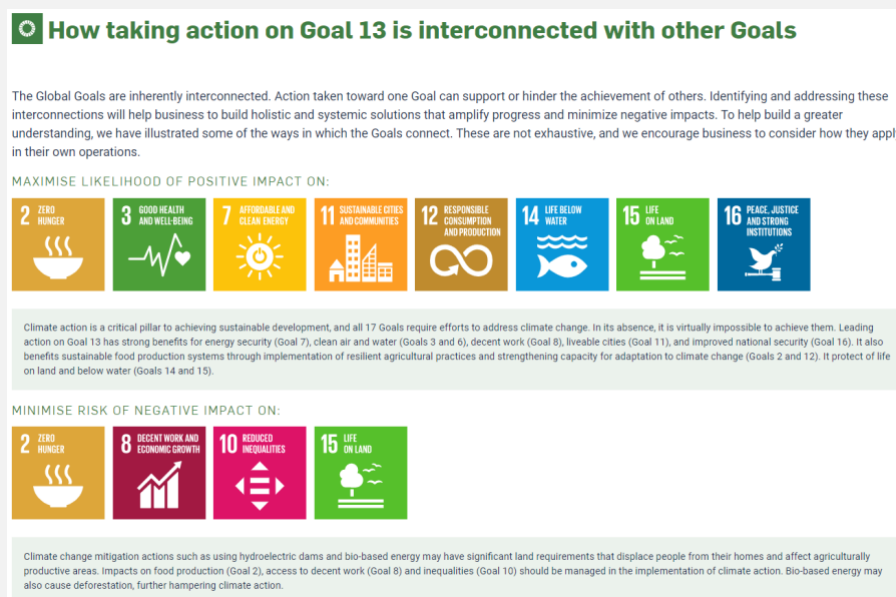 How taking action on Goal 13 is interconnected with other Goals
The Global Goals are inherently interconnected. Action taken toward one Goal can support or hinder the achievement of others. Identifying and addressing these
interconnections will help business to build holistic and systemic solutions that amplify progress and minimize negative impacts. To help build a greater
understanding, we have illustrated some of the ways in which the Goals connect. These are not exhaustive, and we encourage business to consider how they appl
in their own operations.
MAXIMISE LIKELIHOOD OF POSITIVE IMPACT ON:
2 ZERO
HUNGER
3 GOOD HEALTH
AND WELL-BEING
7 AFFORDABLE AND
CLEAN ENERGY
11 SUSTAINABLE CITIES
AND COMMUNITIES
12 RESPONSIBLE
CONSUMPTION
AND PRODUCTION
14 LIFE BELOW
WATER
15 LIFE
ON LAND
16 PEACE, JUSTICE
AND STRONG
INSTITUTIONS
Climate action is a critical pillar to achieving sustainable development, and all 17 Goals require efforts to address climate change. In its absence, it is virtually impossible to achieve them. Leading
action on Goal 13 has strong benefits for energy security (Goal 7), clean air and water (Goals 3 and 6), decent work (Goal 8), liveable cities (Goal 11), and improved national security (Goal 16). It also
benefits sustainable food production systems through implementation of resilient agricultural practices and strengthening capacity for adaptation to climate change (Goals 2 and 12). It protect of life
on land and below water (Goals 14 and 15).
MINIMISE RISK OF NEGATIVE IMPACT ON:
2 ZERO
HUNGER
8 DECENT WORK AND
ECONOMIC GROWTH
10 REDUCED
INEQUALITIES
15 LIFE
ON LAND
Climate change mitigation actions such as using hydroelectric dams and bio-based energy may have significant land requirements that displace people from their homes and affect agriculturally
productive areas. Impacts on food production (Goal 2), access to decent work (Goal 8) and inequalities (Goal 10) should be managed in the implementation of climate action. Bio-based energy may
also cause deforestation, further hampering climate action.